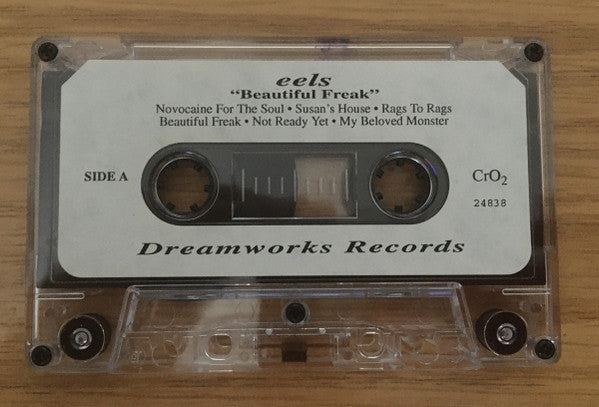 eels
“Beautiful Freak”
Novocaine For The Soul • Susan's House • Rags To Rags
Beautiful Freak • Not Ready Yet • My Beloved Monster
SIDE A
CrO₂
24838
Dreamworks Records